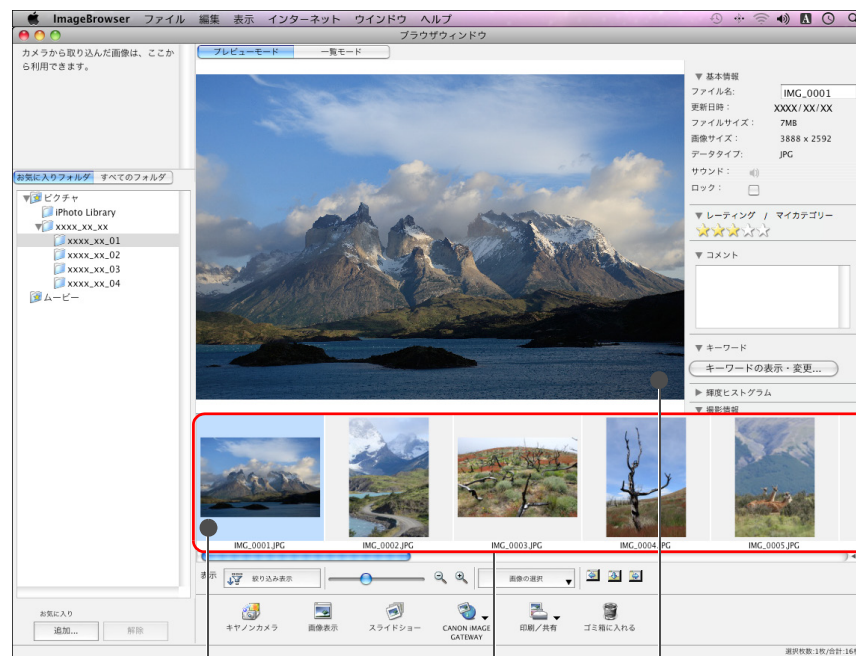 ImageBrowser ファイル 編集 表示 インターネット ウインドウ ヘルプ
ブラウザウィンドウ
カメラから取り込んだ画像は、ここか
ら利用できます。
プレビューモード 一覧モード
お気に入りフォルダ すべてのフォルダ
ピクチャ
iPhoto Library
xxxx_xx_xx
xxxx_xx_01
xxxx_xx_02
xxxx_xx_03
xxxx_xx_04
ムービー
▼ 基本情報
ファイル名: IMG_0001
更新日時: XXXX/XX/XX
ファイルサイズ: 7MB
画像サイズ: 3888 x 2592
データタイプ: JPG
サウンド:
ロック:
▼ レーティング / マイカテゴリー
▼ コメント
▼ キーワード
キーワードの表示・変更...
▶ 輝度ヒストグラム
▼ 撮影情報
IMG_0001.JPG IMG_0002.JPG IMG_0003.JPG IMG_0004.JPG IMG_0005.JPG
表示 絞り込み表示 画像の選択
お気に入り
追加... 解除
キヤノンカメラ 画像表示 スライドショー CANON iMAGE GATEWAY 印刷/共有 ゴミ箱に入れる
選択枚数:1枚/合計:16枚